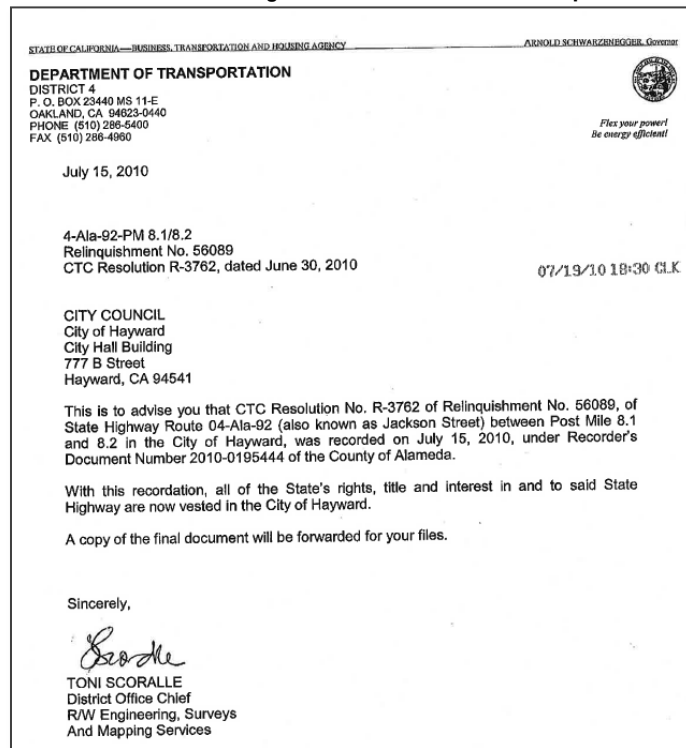 STATE OF CALIFORNIA—BUSINESS, TRANSPORTATION AND HOUSING AGENCY
ARNOLD SCHWARZENEGGER, Governor
DEPARTMENT OF TRANSPORTATION
DISTRICT 4
P. O. BOX 23440 MS 11-E
OAKLAND, CA 94623-0440
PHONE (510) 286-5400
FAX (510) 286-4960
Flex your power!
Be energy efficient!
July 15, 2010
4-Ala-92-PM 8.1/8.2
Relinquishment No. 56089
CTC Resolution R-3762, dated June 30, 2010
07/19/10 18:30 CLK
CITY COUNCIL
City of Hayward
City Hall Building
777 B Street
Hayward, CA 94541
This is to advise you that CTC Resolution No. R-3762 of Relinquishment No. 56089, of
State Highway Route 04-Ala-92 (also known as Jackson Street) between Post Mile 8.1
and 8.2 in the City of Hayward, was recorded on July 15, 2010, under Recorder's
Document Number 2010-0195444 of the County of Alameda.
With this recordation, all of the State's rights, title and interest in and to said State
Highway are now vested in the City of Hayward.
A copy of the final document will be forwarded for your files.
Sincerely,
TONI SCORALLE
District Office Chief
R/W Engineering, Surveys
And Mapping Services